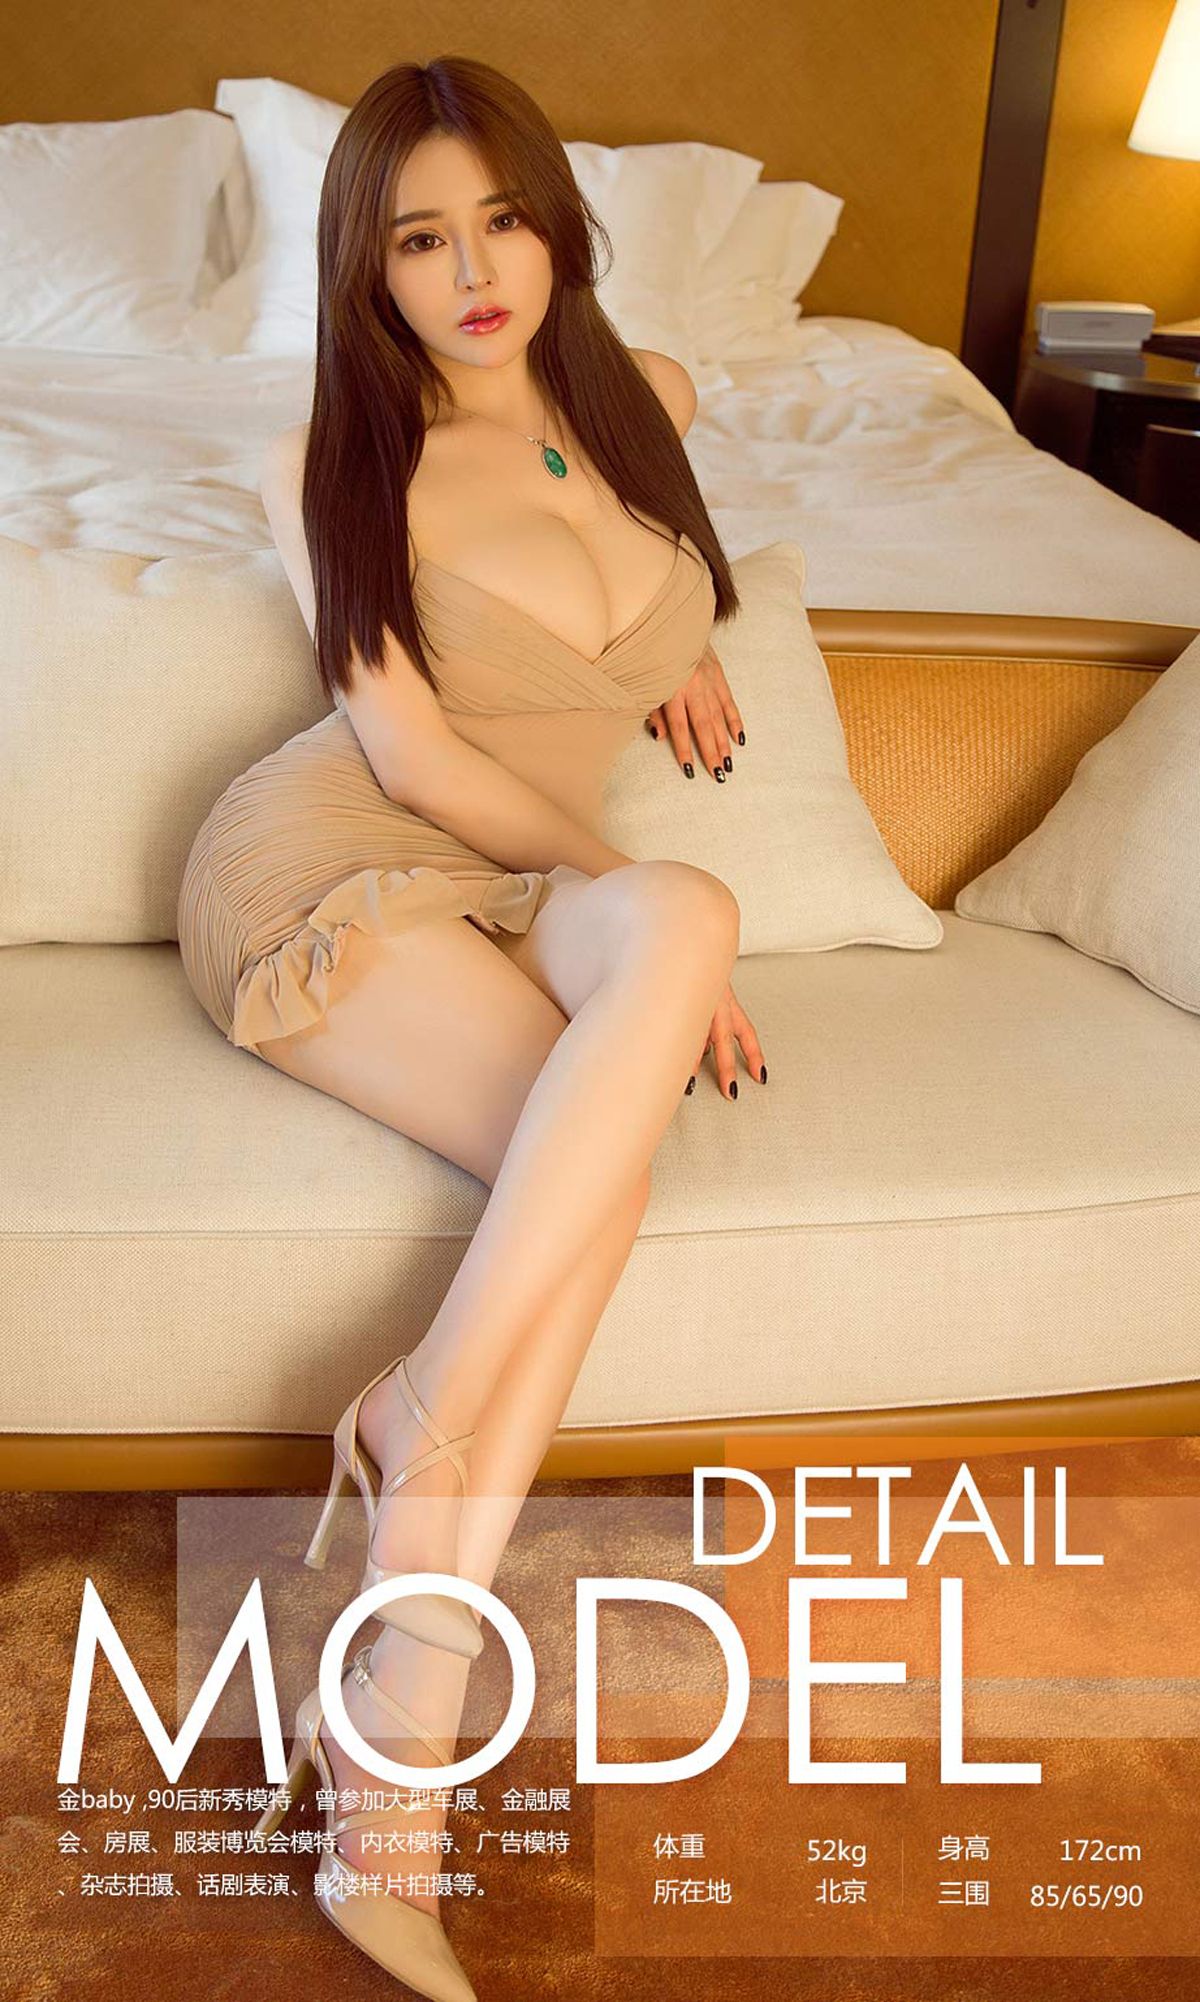 DETAIL
MODEL
金baby ,90后新秀模特，曾参加大型车展、金融展
会、房展、服装博览会模特、内衣模特、广告模特
、杂志拍摄、话剧表演、影楼样片拍摄等。
体重 52kg 身高 172cm
所在地 北京 三围 85/65/90